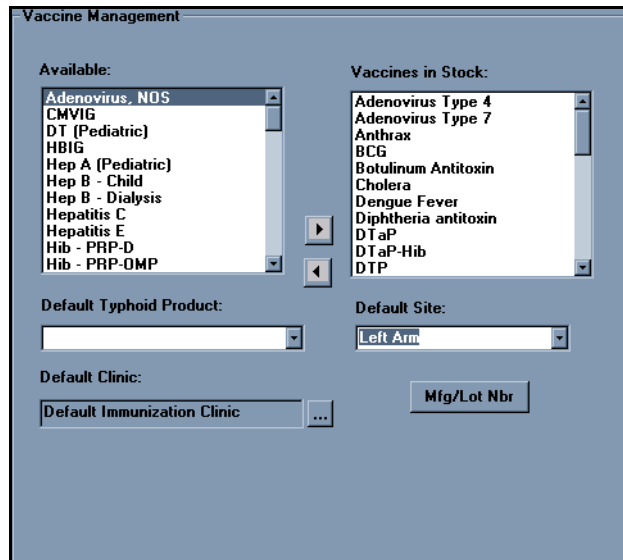 Vaccine Management
Available:
Adenovirus, NOS
CMVIG
DT (Pediatric)
HBIG
Hep A (Pediatric)
Hep B - Child
Hep B - Dialysis
Hepatitis C
Hepatitis E
Hib - PRP-D
Hib - PRP-OMP
Vaccines in Stock:
Adenovirus Type 4
Adenovirus Type 7
Anthrax
BCG
Botulinum Antitoxin
Cholera
Dengue Fever
Diphtheria antitoxin
DTaP
DTaP-Hib
DTP
Default Typhoid Product:
Default Site:
Left Arm
Default Clinic:
Default Immunization Clinic
...
Mfg/Lot Nbr